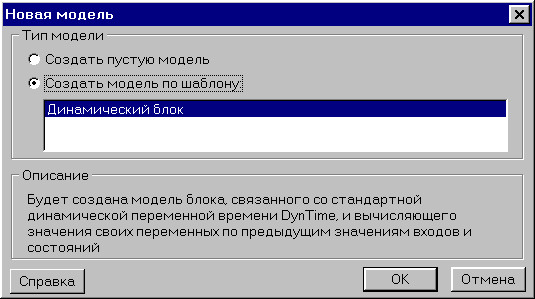 Новая модель
Тип модели
Создать пустую модель
Создать модель по шаблону:
Динамический блок
Описание
Будет создана модель блока, связанного со стандартной
динамической переменной времени DynTime, и вычисляющего
значения своих переменных по предыдущим значениям входов и
состояний
Справка
OK
Отмена